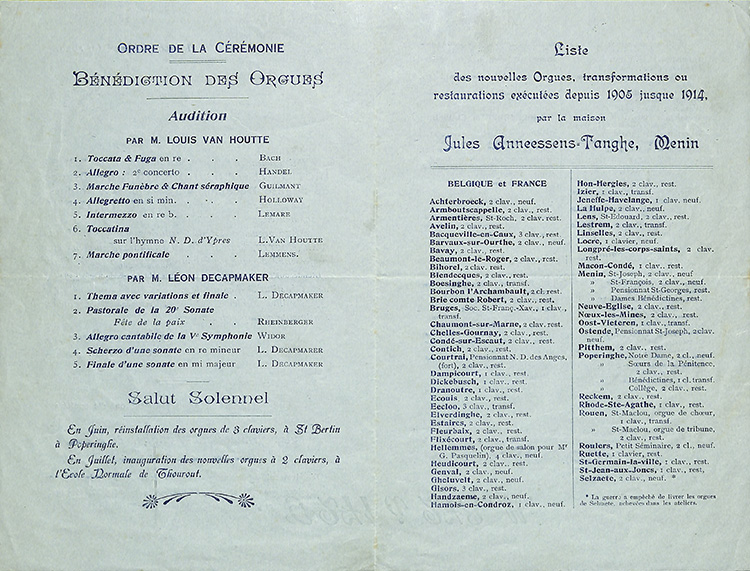 ORDRE DE LA CÉRÉMONIE
BÉNÉDICTION DES ORGUES
Audition
PAR M. LOUIS VAN HOUTTE
1. Toccata & Fuga en re . . . BACH
2. Allegro : 2e concerto . . . HANDEL
3. Marche Funèbre & Chant séraphique GUILMANT
4. Allegretto en si min. . . . HOLLOWAY
5. Intermezzo en re b. . . . LEMARE
6. Toccatina
sur l'hymne N. D. d'Ypres L. VAN HOUTTE
7. Marche pontificale . . LEMMENS.
PAR M. LÉON DECAPMAKER
1. Thema avec variations et finale . L. DECAPMAKER
2. Pastorale de la 20e Sonate
Fête de la paix . . RHEINBERGER
3. Allegro cantabile de la Ve Symphonie WIDOR
4. Scherzo d'une sonate en re mineur L. DECARMAKER
5. Finale d'une sonate en mi majeur L. DECAPMAKER
Salut Solennel
En Juin, réinstallation des orgues de 3 claviers, à St Bertin
à Poperinghe.
En Juillet, inauguration des nouvelles orgues à 2 claviers, à
l'Ecole Normale de Thourout.
Liste
des nouvelles Orgues, transformations ou
restaurations exécutées depuis 1905 jusque 1914,
par la maison
Jules Anneessens-Tanghe, Menin
BELGIQUE et FRANCE
Achterbroeck, 2 clav., neuf.
Armboutscappelle, 2 clav., rest.
Armentières, St-Roch, 2 clav. rest.
Avelin, 2 clav., rest.
Bacqueville-en-Caux, 3 clav., rest.
Barvaux-sur-Ourthe, 2 clav., neuf.
Bavay, 2 clav., rest.
Beaumont-le-Roger, 2 clav., rest.
Bihorel, 2 clav., rest.
Blendecques, 2 clav., rest.
Boesinghe, 2 clav., transf.
Bourbon l'Archambault, 2 cl. rest.
Brie comte Robert, 2 clav., rest.
Bruges, Soc. St-Franç.-Xav., 1 clav.,
transf.
Chaumont-sur-Marne, 2 clav. rest.
Chelles-Gournay, 2 clav., rest.
Condé-sur-Escaut, 2 clav., rest.
Contich, 2 clav., rest.
Courtrai, Pensionnat N. D. des Anges,
(fort), 2 clav., rest.
Dampicourt, 1 clav., rest.
Dickebusch, 1 clav., rest.
Dranoutre, 1 clav., rest.
Ecouis, 2 clav., rest.
Eecloo, 3 clav., transf.
Elverdinghe, 2 clav., rest.
Estaires, 2 clav., rest.
Fleurbaix, 2 clav., rest.
Flixécourt, 2 clav., transf.
Hellemmes, (orgue de salon pour Mr
G. Pasquelin), 4 clav., neuf.
Heudicourt, 2 clav., rest.
Genval, 2 clav., neuf.
Gheluvelt, 2 clav., neuf.
Gisors, 3 clav., rest.
Handzaeme, 2 clav., neuf.
Hamois-en-Condroz, 1 clav., neuf.
Hon-Hergies, 2 clav., rest.
Izier, 1 clav., transf.
Jeneffe-Havelange, 1 clav. neuf.
La Hulpe, 2 clav., neuf.
Lens, St-Edouard, 2 clav., rest.
Lestrem, 2 clav., transf.
Linselles, 2 clav., rest.
Locre, 1 clavier, neuf.
Longpré-les-corps-saints, 2 clav.
rest.
Macon-Condé, 1 clav., rest.
Menin, St-Joseph, 2 clav., neuf
» St-François, 2 clav., neuf.
» Pensionnat St-Georges, rest.
» Dames Bénédictines, rest.
Neuve-Eglise, 2 clav., rest.
Nœux-les-Mines, 2 clav., rest.
Oost-Vleteren, 1 clav., transf.
Ostende, Pensionnat St-Joseph, 2 clav.
neuf.
Pitthem, 2 clav., rest.
Poperinghe, Notre Dame, 2 cl., neuf.
» Sœurs de la Pénitence,
2 clav., rest.
» Bénédictines, 1 cl. transf.
» Collège, 2 clav., rest.
Reckem, 2 clav., rest.
Rhode-Ste-Agathe, 1 clav., rest.
Rouen, St-Maclou, orgue de chœur,
1 clav., transf.
» St-Maclou, orgue de tribune,
2 clav., rest.
Roulers, Petit Séminaire, 2 cl., neuf.
Ruette, 1 clavier, rest.
St-Germain-la-ville, 1 clav., rest.
St-Jean-aux-Joncs, 1 clav., rest.
Selzaete, 2 clav., neuf. *
* La guerre a empêché de livrer les orgues
de Selzaete, achevées dans les ateliers.